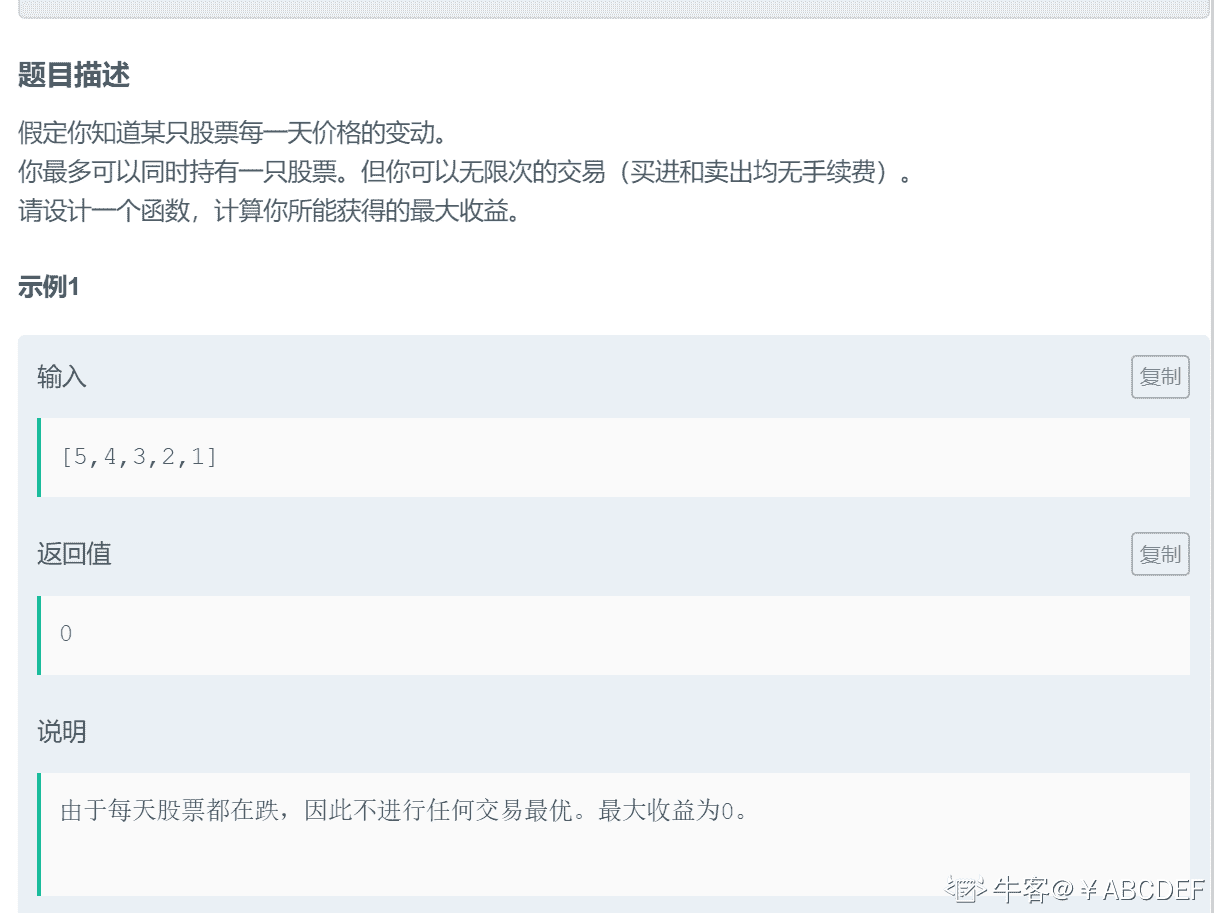 题目描述
假定你知道某只股票每一天价格的变动。
你最多可以同时持有一只股票。但你可以无限次的交易（买进和卖出均无手续费）。
请设计一个函数，计算你所能获得的最大收益。
示例1
输入
复制
[5,4,3,2,1]
返回值
复制
0
说明
由于每天股票都在跌，因此不进行任何交易最优。最大收益为0。
牛客@￥ABCDEF